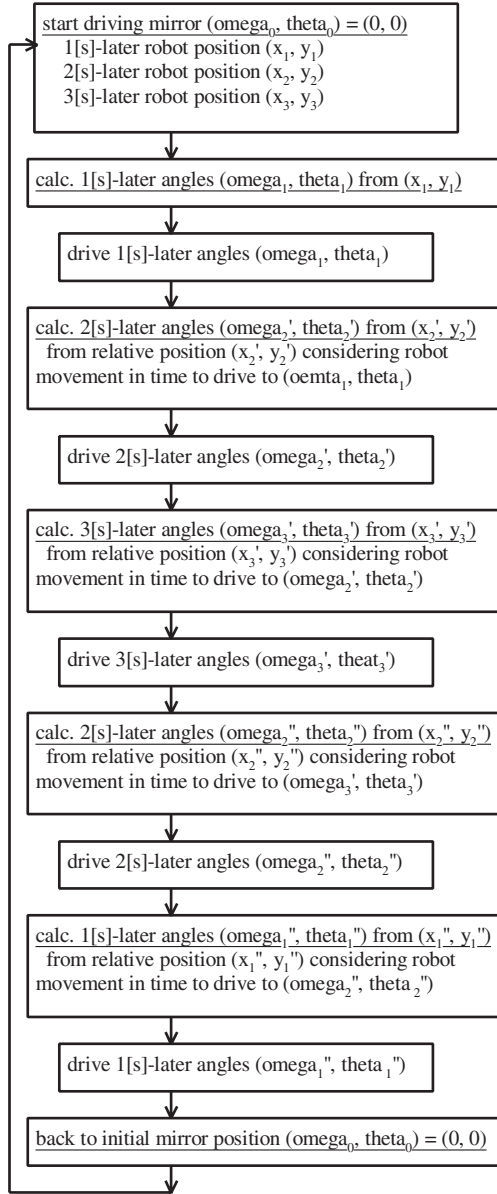 start driving mirror (omega₀, theta₀) = (0, 0)
1[s]-later robot position (x₁, y₁)
2[s]-later robot position (x₂, y₂)
3[s]-later robot position (x₃, y₃)
calc. 1[s]-later angles (omega₁, theta₁) from (x₁, y₁)
drive 1[s]-later angles (omega₁, theta₁)
calc. 2[s]-later angles (omega₂', theta₂') from (x₂', y₂')
from relative position (x₂', y₂') considering robot
movement in time to drive to (oemta₁, theta₁)
drive 2[s]-later angles (omega₂', theta₂')
calc. 3[s]-later angles (omega₃', theta₃') from (x₃', y₃')
from relative position (x₃', y₃') considering robot
movement in time to drive to (omega₂', theta₂')
drive 3[s]-later angles (omega₃', theat₃')
calc. 2[s]-later angles (omega₂", theta₂") from (x₂", y₂")
from relative position (x₂", y₂") considering robot
movement in time to drive to (omega₃', theta₃')
drive 2[s]-later angles (omega₂", theta₂")
calc. 1[s]-later angles (omega₁", theta₁") from (x₁", y₁")
from relative position (x₁", y₁") considering robot
movement in time to drive to (omega₂", theta₂")
drive 1[s]-later angles (omega₁", theta₁")
back to initial mirror position (omega₀, theta₀) = (0, 0)